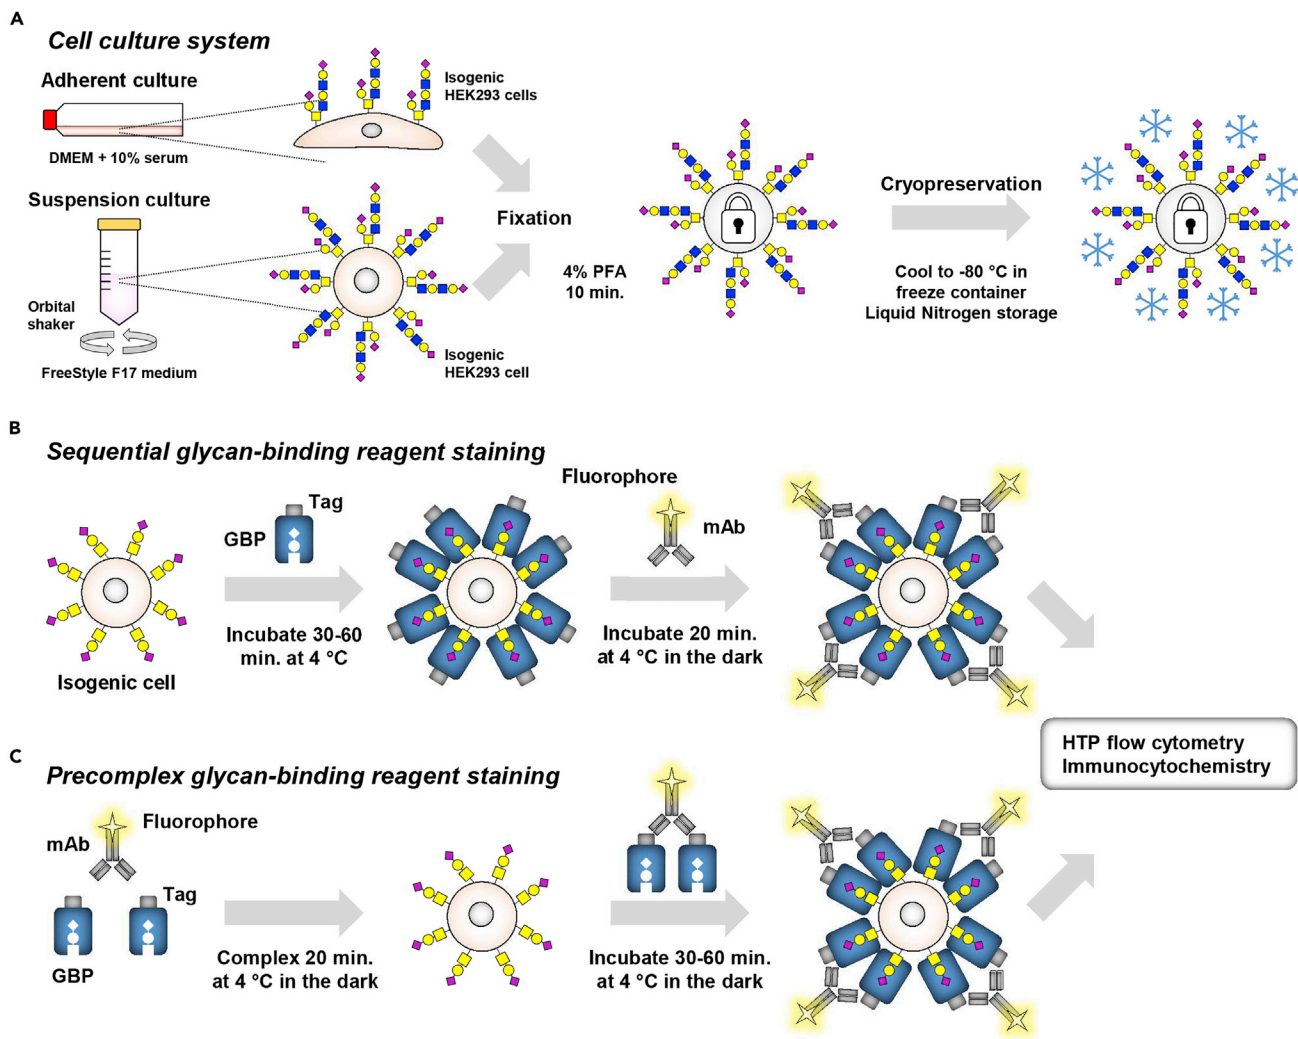 A
Cell culture system
Adherent culture
DMEM + 10% serum
Isogenic
HEK293 cells
Suspension culture
Orbital
shaker
FreeStyle F17 medium
Isogenic
HEK293 cell
Fixation
4% PFA
10 min.
Cryopreservation
Cool to -80 °C in
freeze container
Liquid Nitrogen storage
B
Sequential glycan-binding reagent staining
Isogenic cell
GBP
Tag
Incubate 30-60
min. at 4 °C
Fluorophore
mAb
Incubate 20 min.
at 4 °C in the dark
HTP flow cytometry
Immunocytochemistry
C
Precomplex glycan-binding reagent staining
mAb
Fluorophore
Tag
GBP
Complex 20 min.
at 4 °C in the dark
Incubate 30-60 min.
at 4 °C in the dark